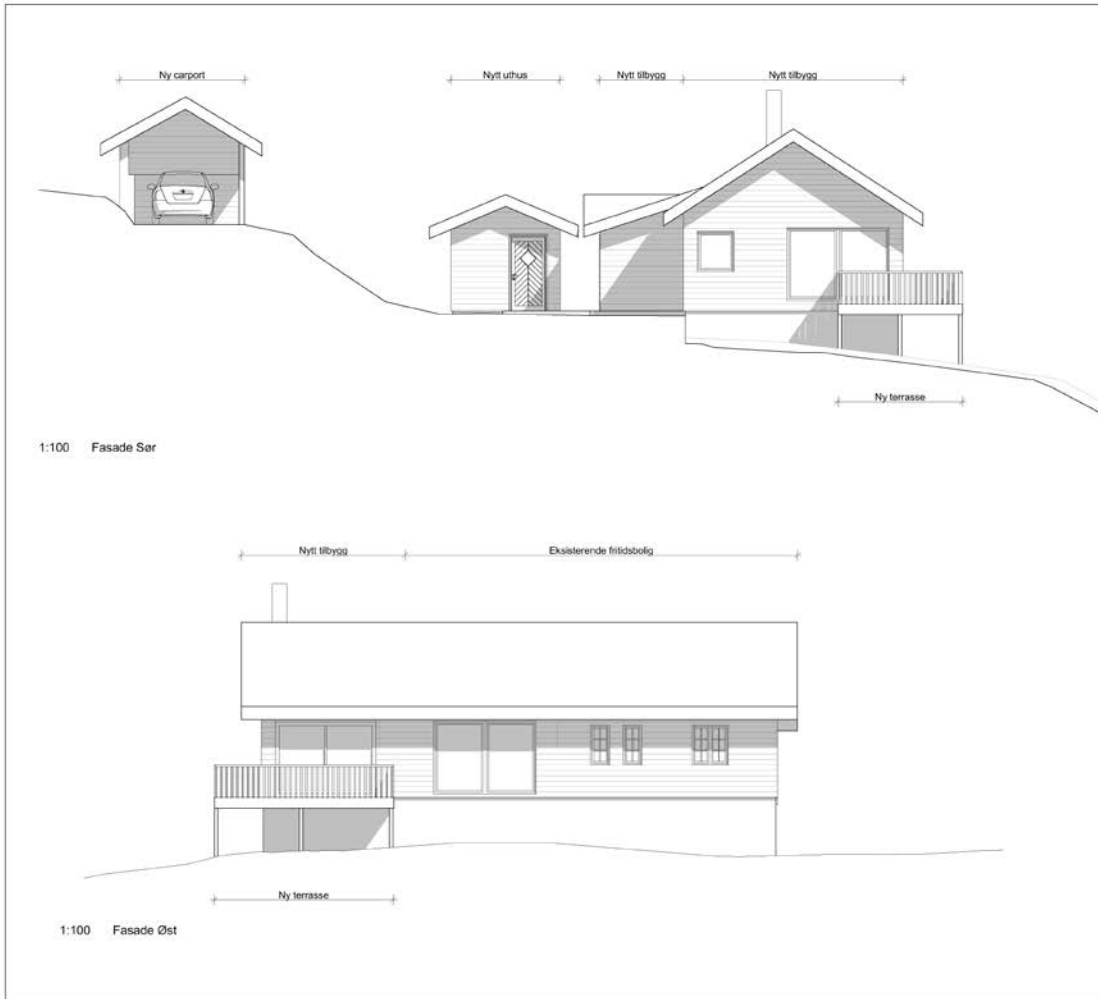 Ny carport
Nytt uthus
Nytt tilbygg
Nytt tilbygg
Ny terrasse
1:100 Fasade Sør
Nytt tilbygg
Eksisterende fritidsbolig
Ny terrasse
1:100 Fasade Øst